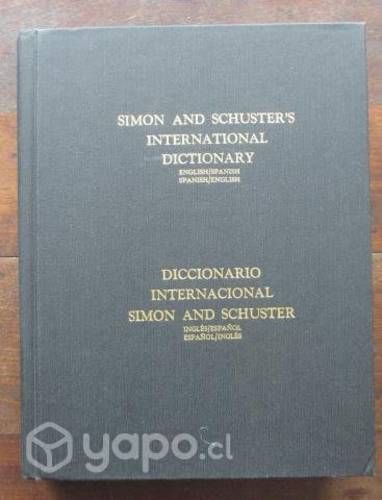 SIMON AND SCHUSTER'S
INTERNATIONAL
DICTIONARY
ENGLISH/SPANISH
SPANISH/ENGLISH
DICCIONARIO
INTERNACIONAL
SIMON AND SCHUSTER
INGLÉS/ESPAÑOL
ESPAÑOL/INGLÉS
yapo.cl